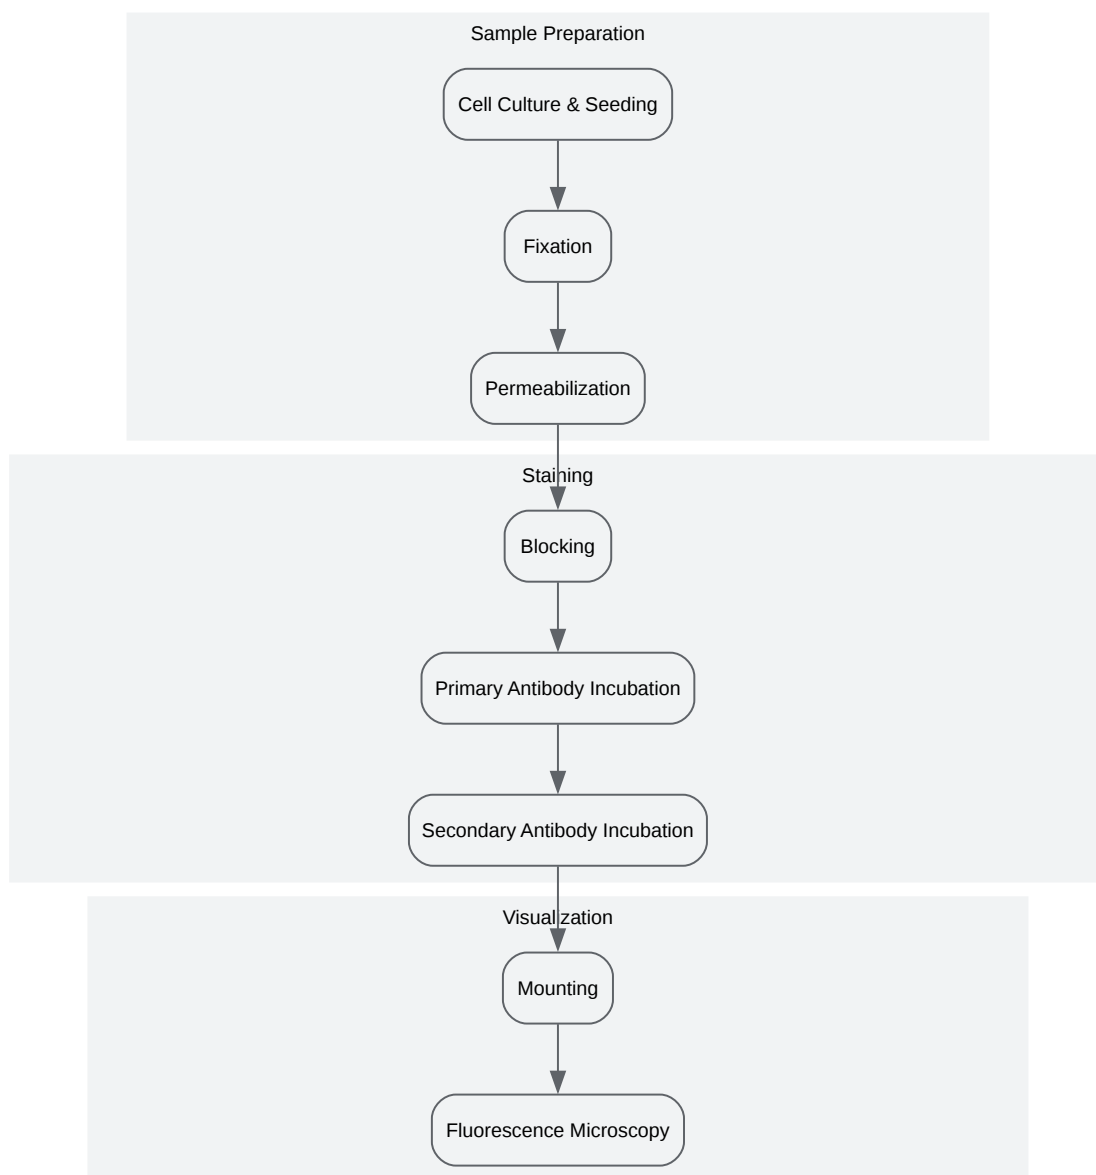 Sample Preparation
Cell Culture & Seeding
Fixation
Permeabilization
Staining
Blocking
Primary Antibody Incubation
Secondary Antibody Incubation
Visualization
Mounting
Fluorescence Microscopy